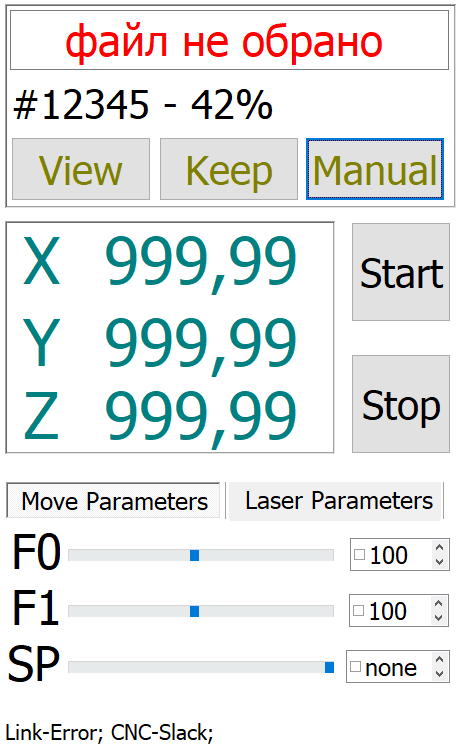 файл не обрано
#12345 - 42%
View Keep Manual
X 999,99
Start
Y 999,99
Z 999,99
Stop
Move Parameters Laser Parameters
F0 100
F1 100
SP none
Link-Error; CNC-Slack;